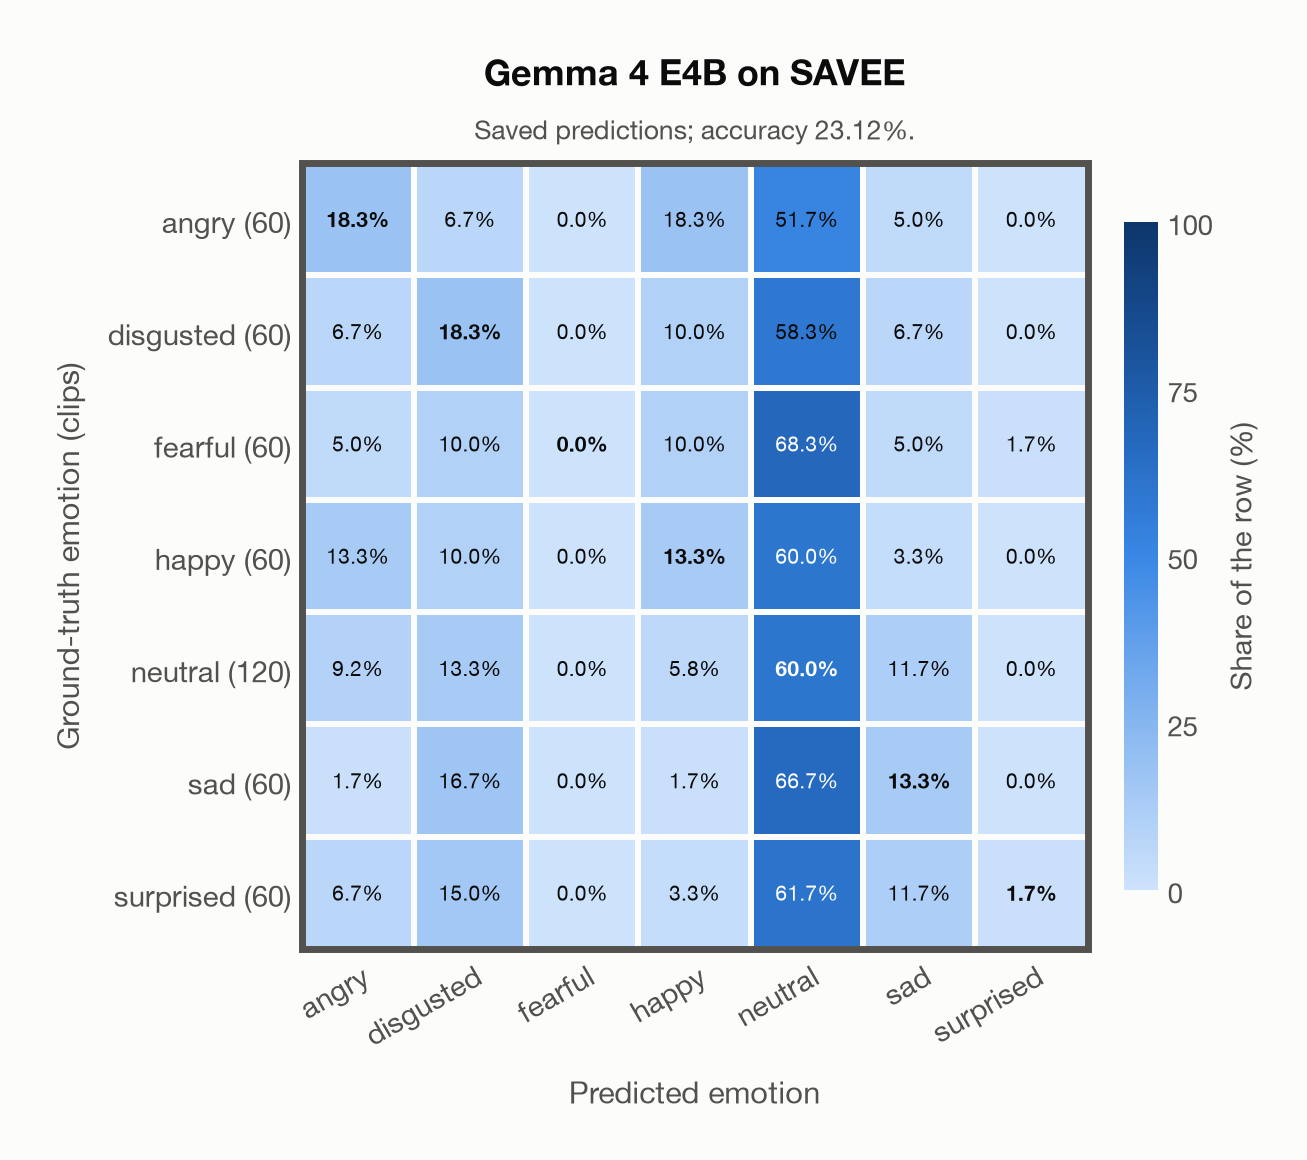 Gemma 4 E4B on SAVEE
Saved predictions; accuracy 23.12%.
angry (60) 18.3% 6.7% 0.0% 18.3% 51.7% 5.0% 0.0%
disgusted (60) 6.7% 18.3% 0.0% 10.0% 58.3% 6.7% 0.0%
fearful (60) 5.0% 10.0% 0.0% 10.0% 68.3% 5.0% 1.7%
happy (60) 13.3% 10.0% 0.0% 13.3% 60.0% 3.3% 0.0%
neutral (120) 9.2% 13.3% 0.0% 5.8% 60.0% 11.7% 0.0%
sad (60) 1.7% 16.7% 0.0% 1.7% 66.7% 13.3% 0.0%
surprised (60) 6.7% 15.0% 0.0% 3.3% 61.7% 11.7% 1.7%
angry disgusted fearful happy neutral sad surprised
Predicted emotion
Ground-truth emotion (clips)
100
75
50
25
0
Share of the row (%)